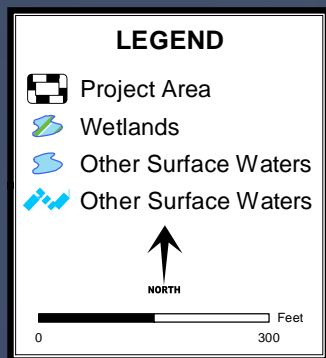 LEGEND
Project Area
Wetlands
Other Surface Waters
Other Surface Waters
NORTH
Feet
0 300